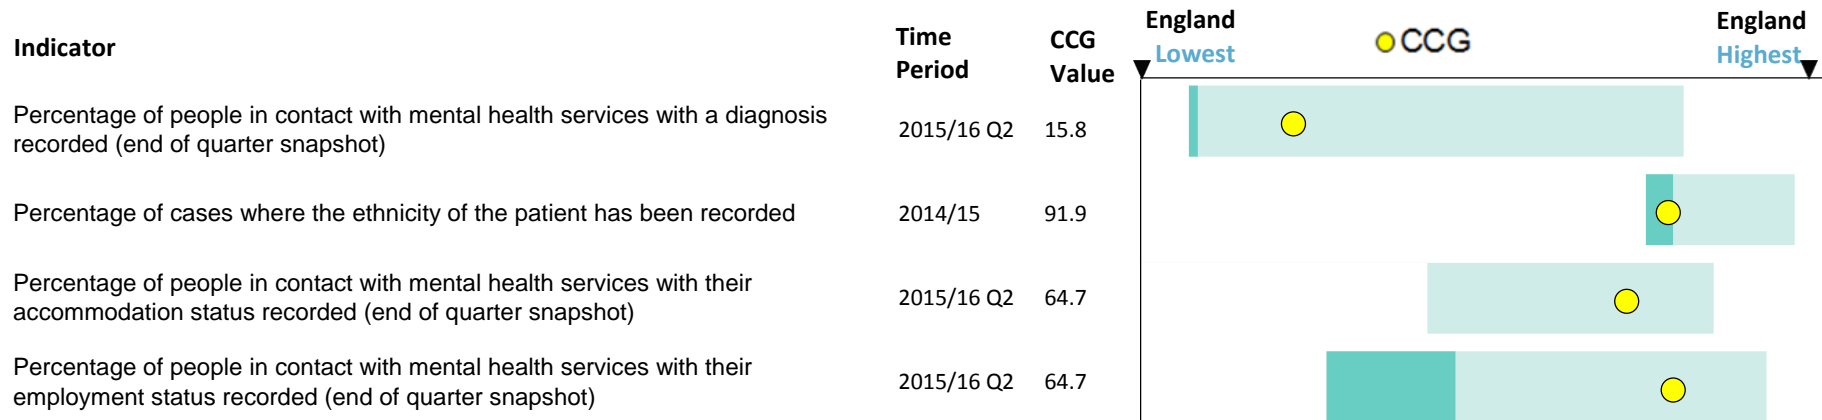 Indicator
Time
Period
CCG
Value
England
Lowest
CCG
England
Highest
Percentage of people in contact with mental health services with a diagnosis
recorded (end of quarter snapshot)
2015/16 Q2
15.8
Percentage of cases where the ethnicity of the patient has been recorded
2014/15
91.9
Percentage of people in contact with mental health services with their
accommodation status recorded (end of quarter snapshot)
2015/16 Q2
64.7
Percentage of people in contact with mental health services with their
employment status recorded (end of quarter snapshot)
2015/16 Q2
64.7